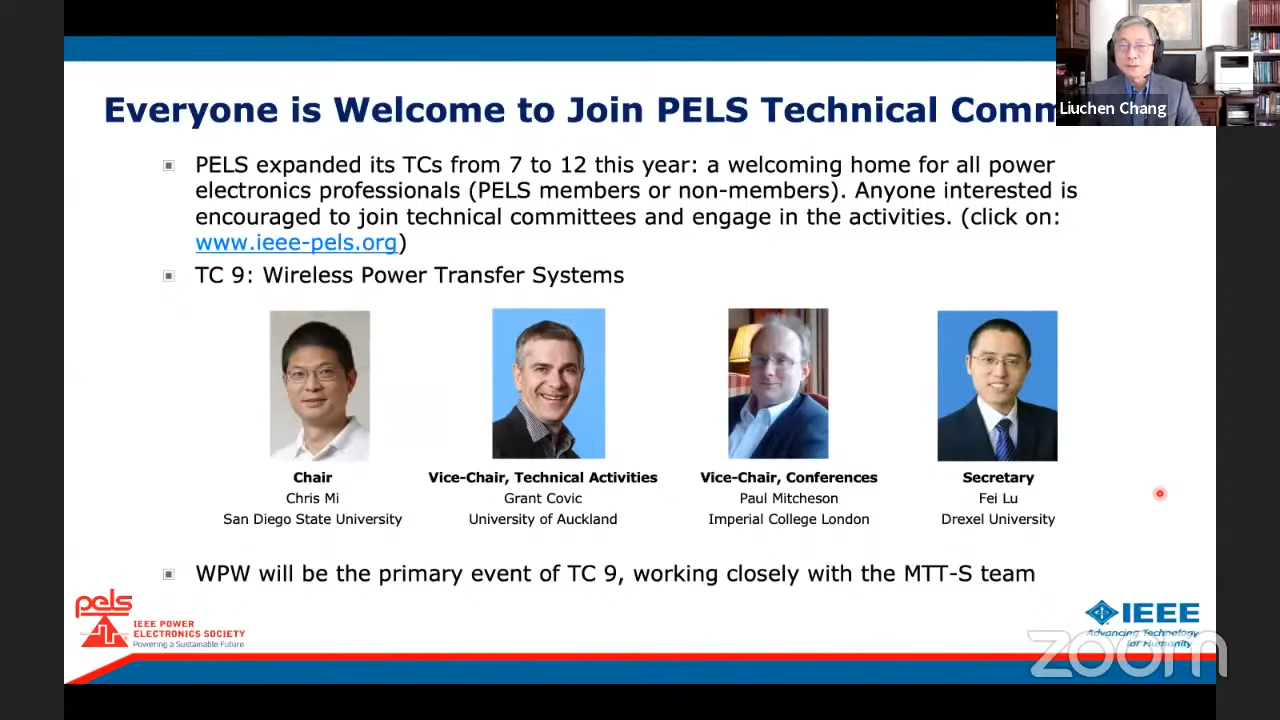 Everyone is Welcome to Join PELS Technical Comm
Liuchen Chang
PELS expanded its TCs from 7 to 12 this year: a welcoming home for all power
electronics professionals (PELS members or non-members). Anyone interested is
encouraged to join technical committees and engage in the activities. (click on:
www.ieee-pels.org)
TC 9: Wireless Power Transfer Systems
Chair
Chris Mi
San Diego State University
Vice-Chair, Technical Activities
Grant Covic
University of Auckland
Vice-Chair, Conferences
Paul Mitcheson
Imperial College London
Secretary
Fei Lu
Drexel University
WPW will be the primary event of TC 9, working closely with the MTT-S team
pels
IEEE POWER
ELECTRONICS SOCIETY
Powering a Sustainable Future
IEEE
Advancing Technology
for Humanity
zoom